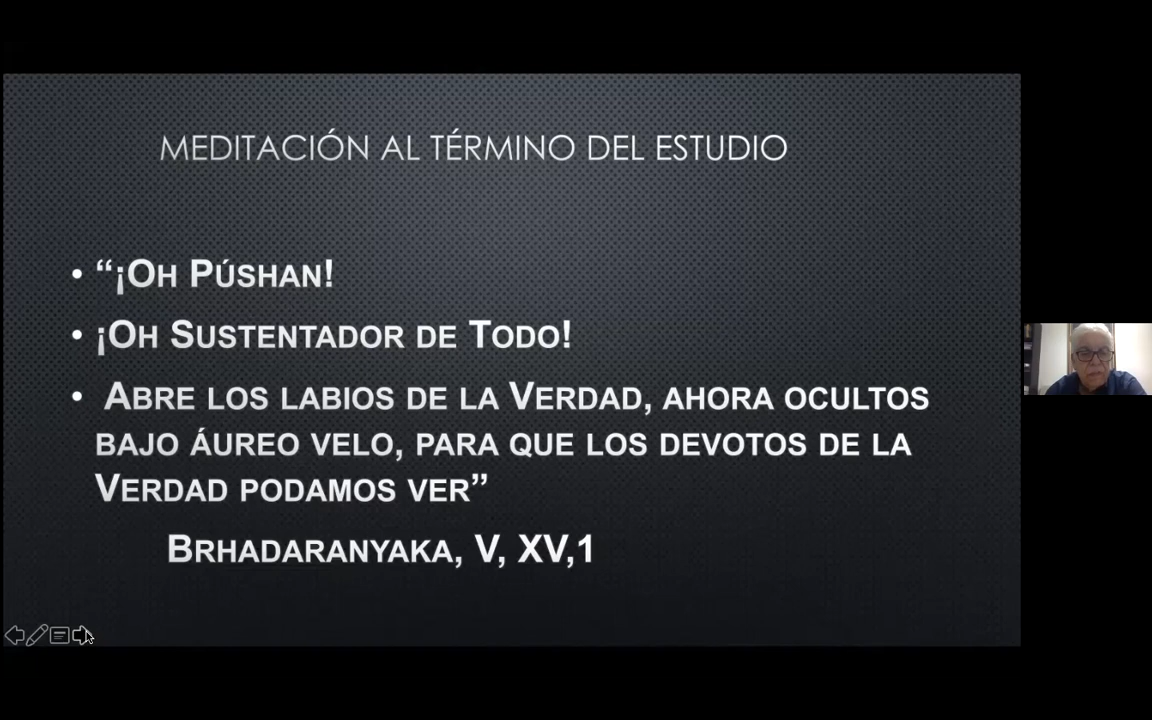 MEDITACIÓN AL TÉRMINO DEL ESTUDIO
• “¡OH PÚSHAN!
• ¡OH SUSTENTADOR DE TODO!
• ABRE LOS LABIOS DE LA VERDAD, AHORA OCULTOS
BAJO ÁUREO VELO, PARA QUE LOS DEVOTOS DE LA
VERDAD PODAMOS VER”
BRHADARANYAKA, V, XV,1